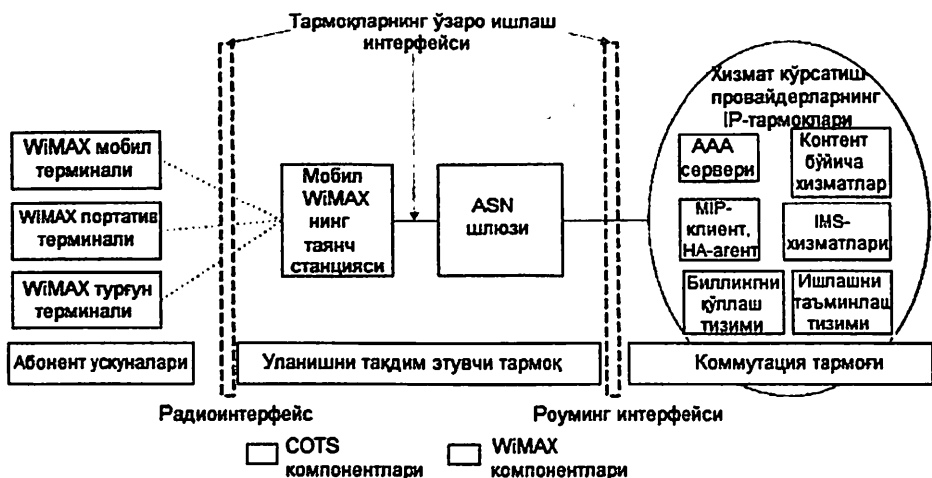 Тармоқларнинг ўзаро ишлаш
интерфейси
Хизмат кўрсатиш
провайдерларнинг
IP-тармоқлари
WiMAX мобил
терминали
WiMAX портатив
терминали
WiMAX турғун
терминали
Мобил
WiMAX
нинг
таянч
станцияси
ASN
шлюзи
AAA
сервери
Контент
бўйича
хизматлар
MIP-
клиент,
HA-агент
IMS-
хизматлари
Биллингни
қўллаш
тизими
Ишлашни
таъминлаш
тизими
Абонент ускуналари
Уланишни тақдим этувчи тармоқ
Коммутация тармоғи
Радиоинтерфейс
Роуминг интерфейси
COTS
компонентлари
WiMAX
компонентлари